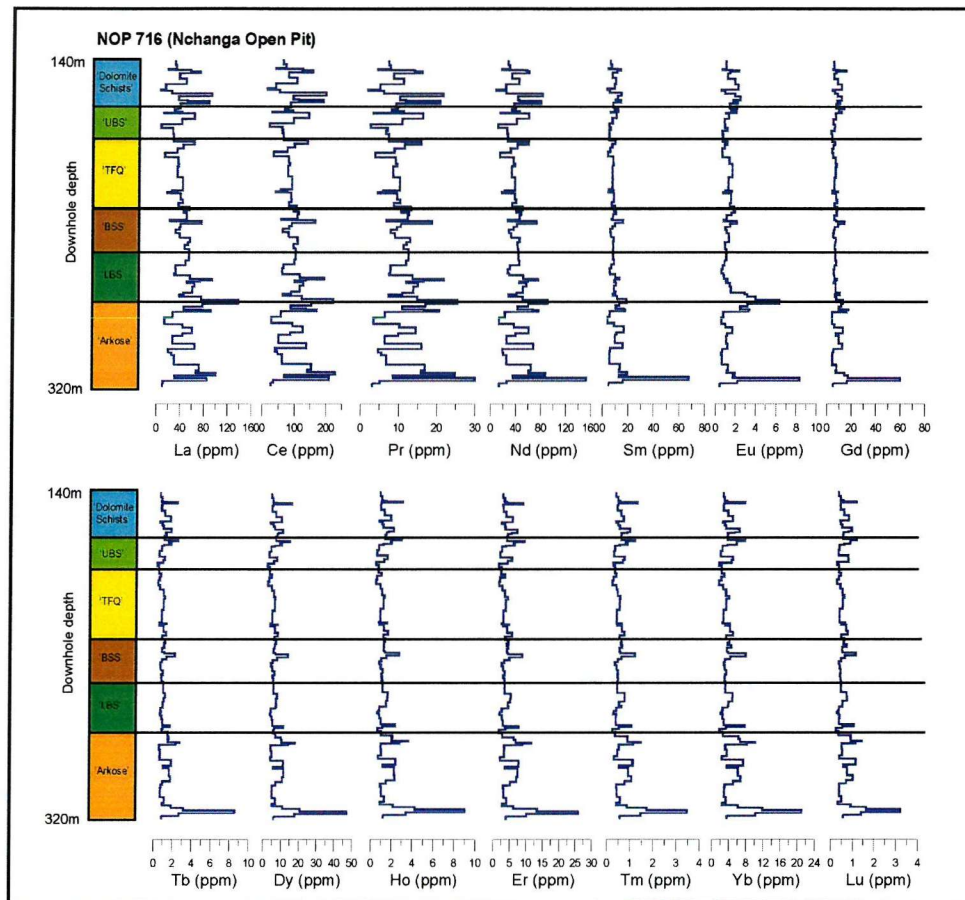 NOP 716 (Nchanga Open Pit)
140m
'Dolomite
Schists'
'UBS'
'TFQ'
'BSS'
'LBS'
'Arkose'
Downhole depth
320m
0 40 80 120 160
0 100 200
0 10 20 30
0 40 80 120 160
0 20 40 60 80
0 2 4 6 8 10
0 20 40 60 80
La (ppm) Ce (ppm) Pr (ppm) Nd (ppm) Sm (ppm) Eu (ppm) Gd (ppm)
140m
'Dolomite
Schists'
'UBS'
'TFQ'
'BSS'
'LBS'
'Arkose'
Downhole depth
320m
0 2 4 6 8 10
0 10 20 30 40 50
0 2 4 6 8 10
0 5 10 15 20 25 30
0 1 2 3 4
0 4 8 12 16 20 24
0 1 2 3 4
Tb (ppm) Dy (ppm) Ho (ppm) Er (ppm) Tm (ppm) Yb (ppm) Lu (ppm)